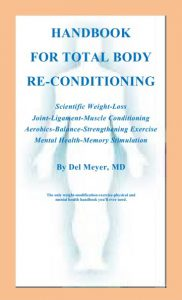 HANDBOOK
FOR TOTAL BODY
RE-CONDITIONING
Scientific Weight-Loss
Joint-Ligament-Muscle Conditioning
Aerobics-Balance-Strengthening Exercise
Mental Health-Memory Stimulation
By Del Meyer, MD
The only weight-modification/exercise-physical and
mental health handbook you'll ever need.